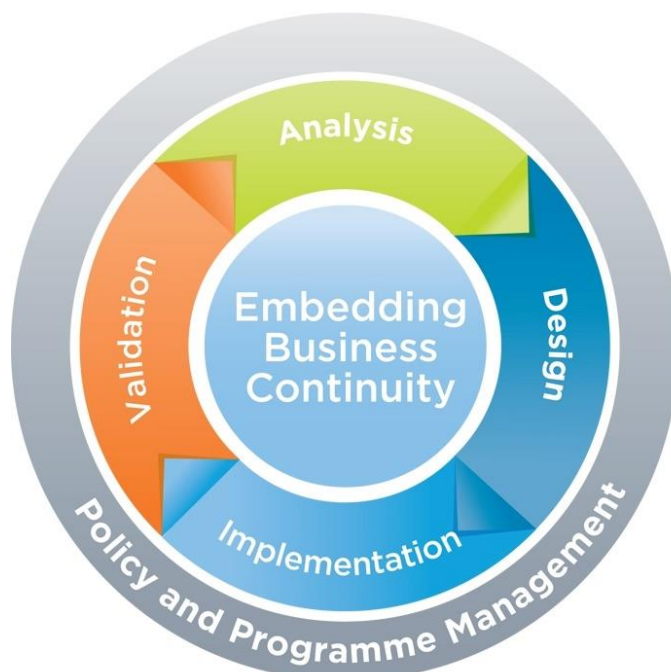 Analysis
Design
Implementation
Validation
Embedding
Business
Continuity
Policy and Programme Management